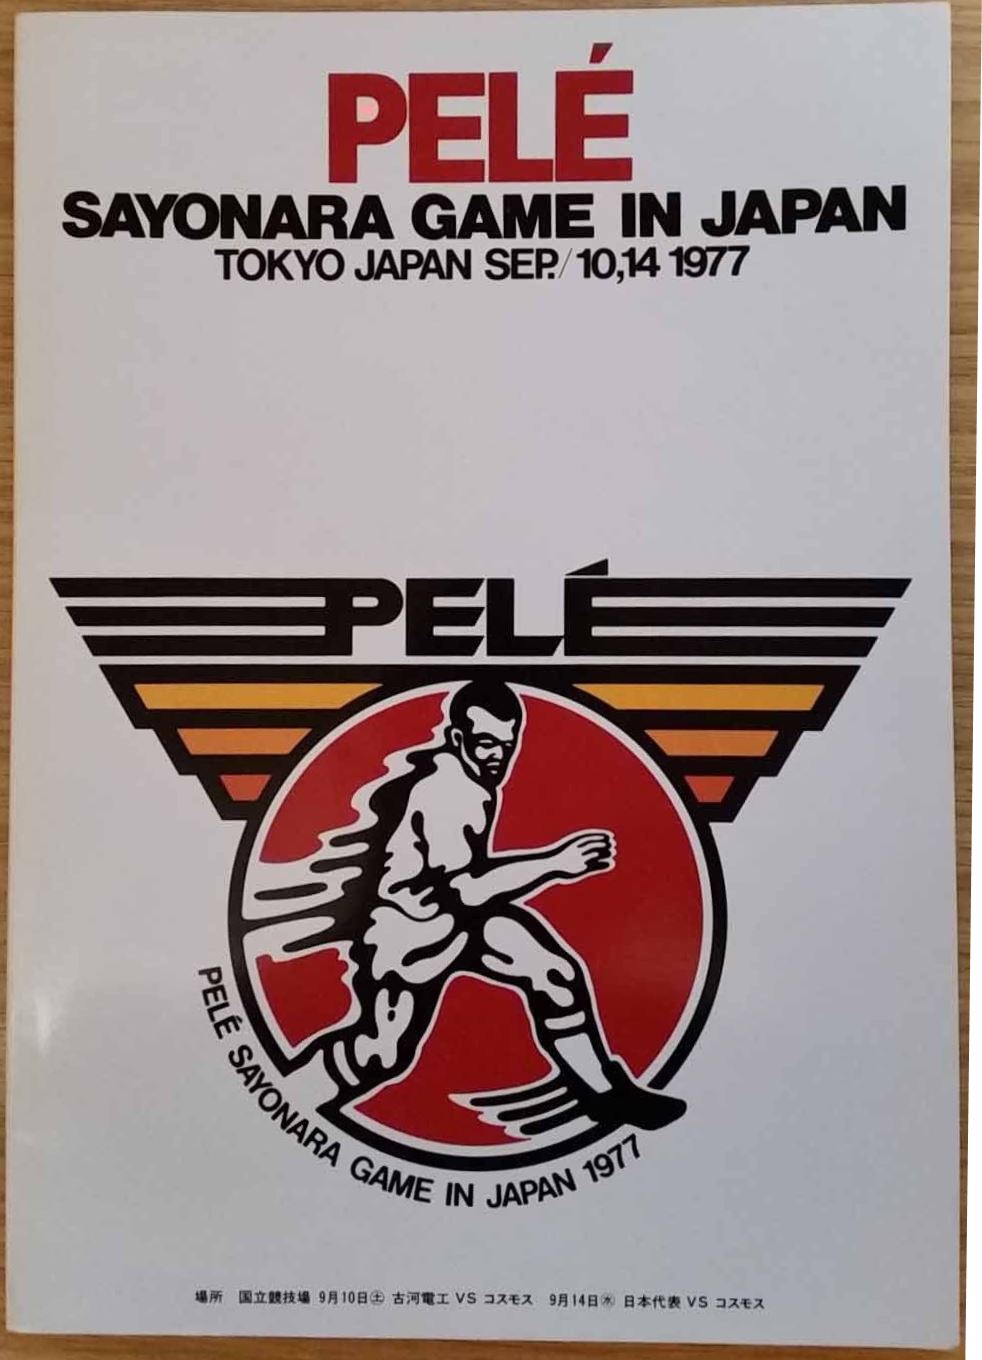 PELÉ
SAYONARA GAME IN JAPAN
TOKYO JAPAN SEP./10,14 1977
PELÉ
PELÉ SAYONARA GAME IN JAPAN 1977
場所　国立競技場 9月10日㊏ 古河電工 VS コスモス　9月14日㊌ 日本代表 VS コスモス